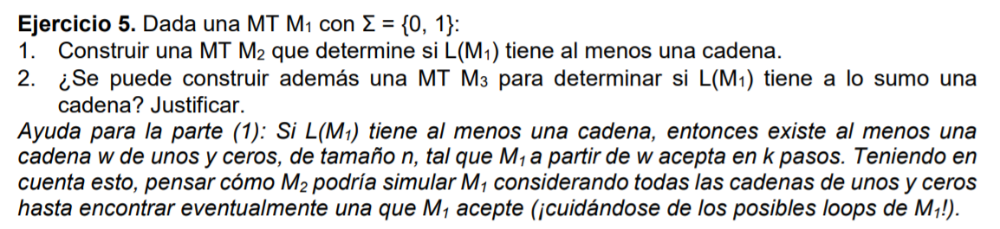 Ejercicio 5. Dada una MT M₁ con Σ = {0, 1}:
1. Construir una MT M₂ que determine si L(M₁) tiene al menos una cadena.
2. ¿Se puede construir además una MT M₃ para determinar si L(M₁) tiene a lo sumo una
cadena? Justificar.
Ayuda para la parte (1): Si L(M₁) tiene al menos una cadena, entonces existe al menos una
cadena w de unos y ceros, de tamaño n, tal que M₁ a partir de w acepta en k pasos. Teniendo en
cuenta esto, pensar cómo M₂ podría simular M₁ considerando todas las cadenas de unos y ceros
hasta encontrar eventualmente una que M₁ acepte (¡cuidándose de los posibles loops de M₁!).